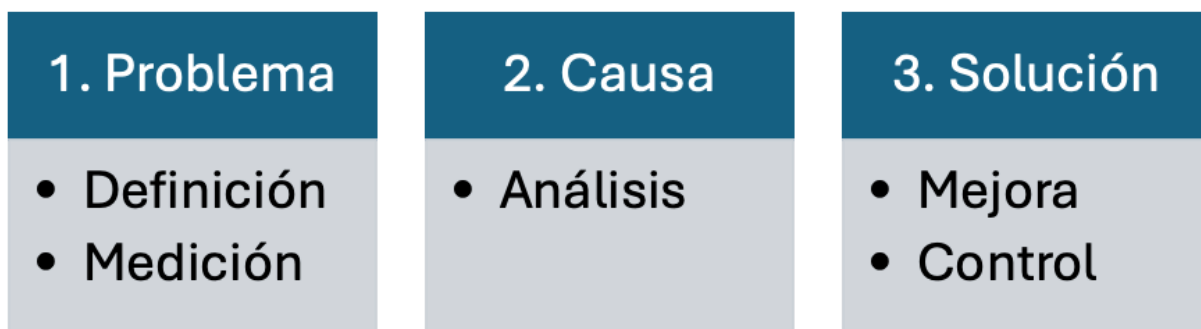 1. Problema
• Definición
• Medición
2. Causa
• Análisis
3. Solución
• Mejora
• Control